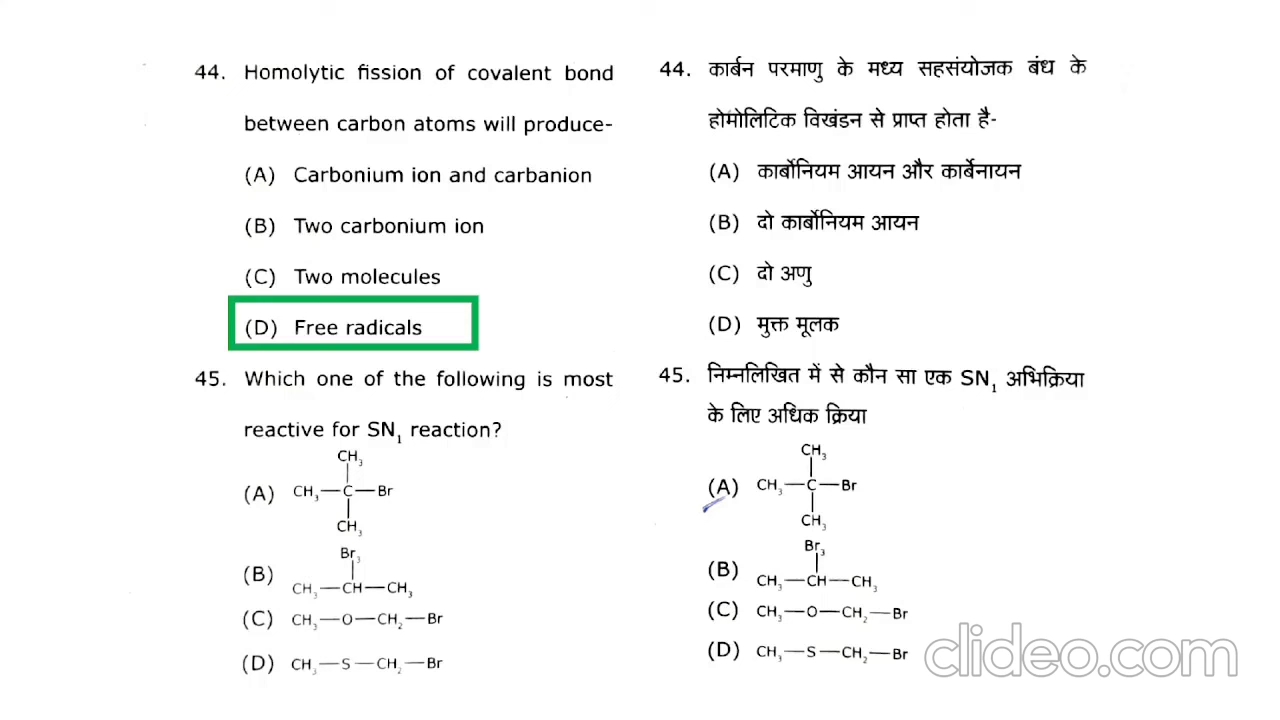 44. Homolytic fission of covalent bond
between carbon atoms will produce-
(A) Carbonium ion and carbanion
(B) Two carbonium ion
(C) Two molecules
(D) Free radicals
45. Which one of the following is most
reactive for SN₁ reaction?
CH₃
(A) CH₃—C—Br
CH₃
Br₃
(B) CH₃—CH—CH₃
(C) CH₃—O—CH₂—Br
(D) CH₃—S—CH₂—Br
44. कार्बन परमाणु के मध्य सहसंयोजक बंध के
होमोलिटिक विखंडन से प्राप्त होता है-
(A) कार्बोनियम आयन और कार्बेनायन
(B) दो कार्बोनियम आयन
(C) दो अणु
(D) मुक्त मूलक
45. निम्नलिखित में से कौन सा एक SN₁ अभिक्रिया
के लिए अधिक क्रिया
CH₃
(A) CH₃—C—Br
CH₃
Br₃
(B) CH₃—CH—CH₃
(C) CH₃—O—CH₂—Br
(D) CH₃—S—CH₂—Br
clideo.com